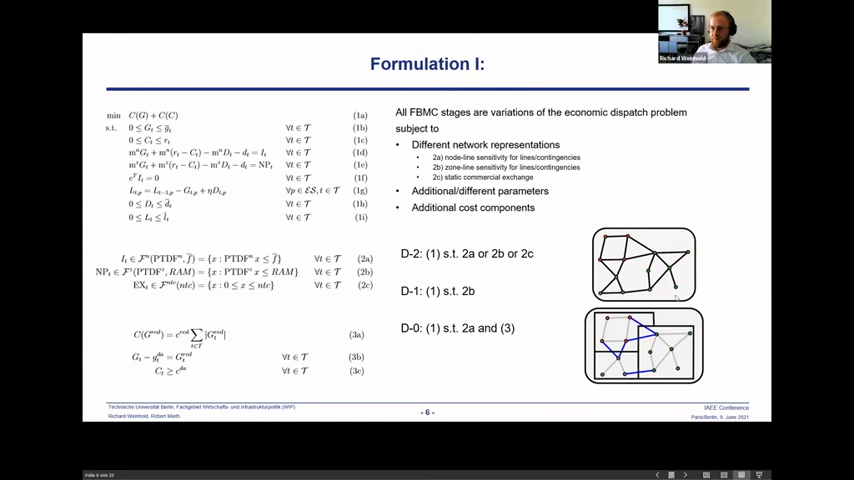 Richard Weinhold
Formulation I:
min C(G) + C(C) (1a)
s.t. 0 ≤ G_t ≤ g̅_t ∀t ∈ 𝒯 (1b)
0 ≤ C_t ≤ r_t ∀t ∈ 𝒯 (1c)
m^n G_t + m^n(r_t − C_t) − m^n D_t − d_t = I_t ∀t ∈ 𝒯 (1d)
m^z G_t + m^z(r_t − C_t) − m^z D_t − d_t = NP_t ∀t ∈ 𝒯 (1e)
e^T I_t = 0 ∀t ∈ 𝒯 (1f)
L_{t,p} = L_{t−1,p} − G_{t,p} + ηD_{t,p} ∀p ∈ ℰ𝒮, t ∈ 𝒯 (1g)
0 ≤ D_t ≤ d̅_t ∀t ∈ 𝒯 (1h)
0 ≤ L_t ≤ l̅_t ∀t ∈ 𝒯 (1i)
I_t ∈ ℱ^n(PTDF^n, f̅) = {x : PTDF^n x ≤ f̅} ∀t ∈ 𝒯 (2a)
NP_t ∈ ℱ^z(PTDF^z, RAM) = {x : PTDF^z x ≤ RAM} ∀t ∈ 𝒯 (2b)
EX_t ∈ ℱ^{ntc}(ntc) = {x : 0 ≤ x ≤ ntc} ∀t ∈ 𝒯 (2c)
C(G^{red}) = c^{red} ∑_{t∈𝒯} |G_t^{red}| (3a)
G_t − g_t^{da} = G_t^{red} ∀t ∈ 𝒯 (3b)
C_t ≥ c^{da} ∀t ∈ 𝒯 (3c)
All FBMC stages are variations of the economic dispatch problem
subject to
• Different network representations
• 2a) node-line sensitivity for lines/contingencies
• 2b) zone-line sensitivity for lines/contingencies
• 2c) static commercial exchange
• Additional/different parameters
• Additional cost components
D-2: (1) s.t. 2a or 2b or 2c
D-1: (1) s.t. 2b
D-0: (1) s.t. 2a and (3)
Technische Universität Berlin, Fachgebiet Wirtschafts- und Infrastrukturpolitik (WIP)
Richard Weinhold, Robert Mieth
- 6 -
IAEE Conference
Paris/Berlin, 9. June 2021
Folie 6 von 33